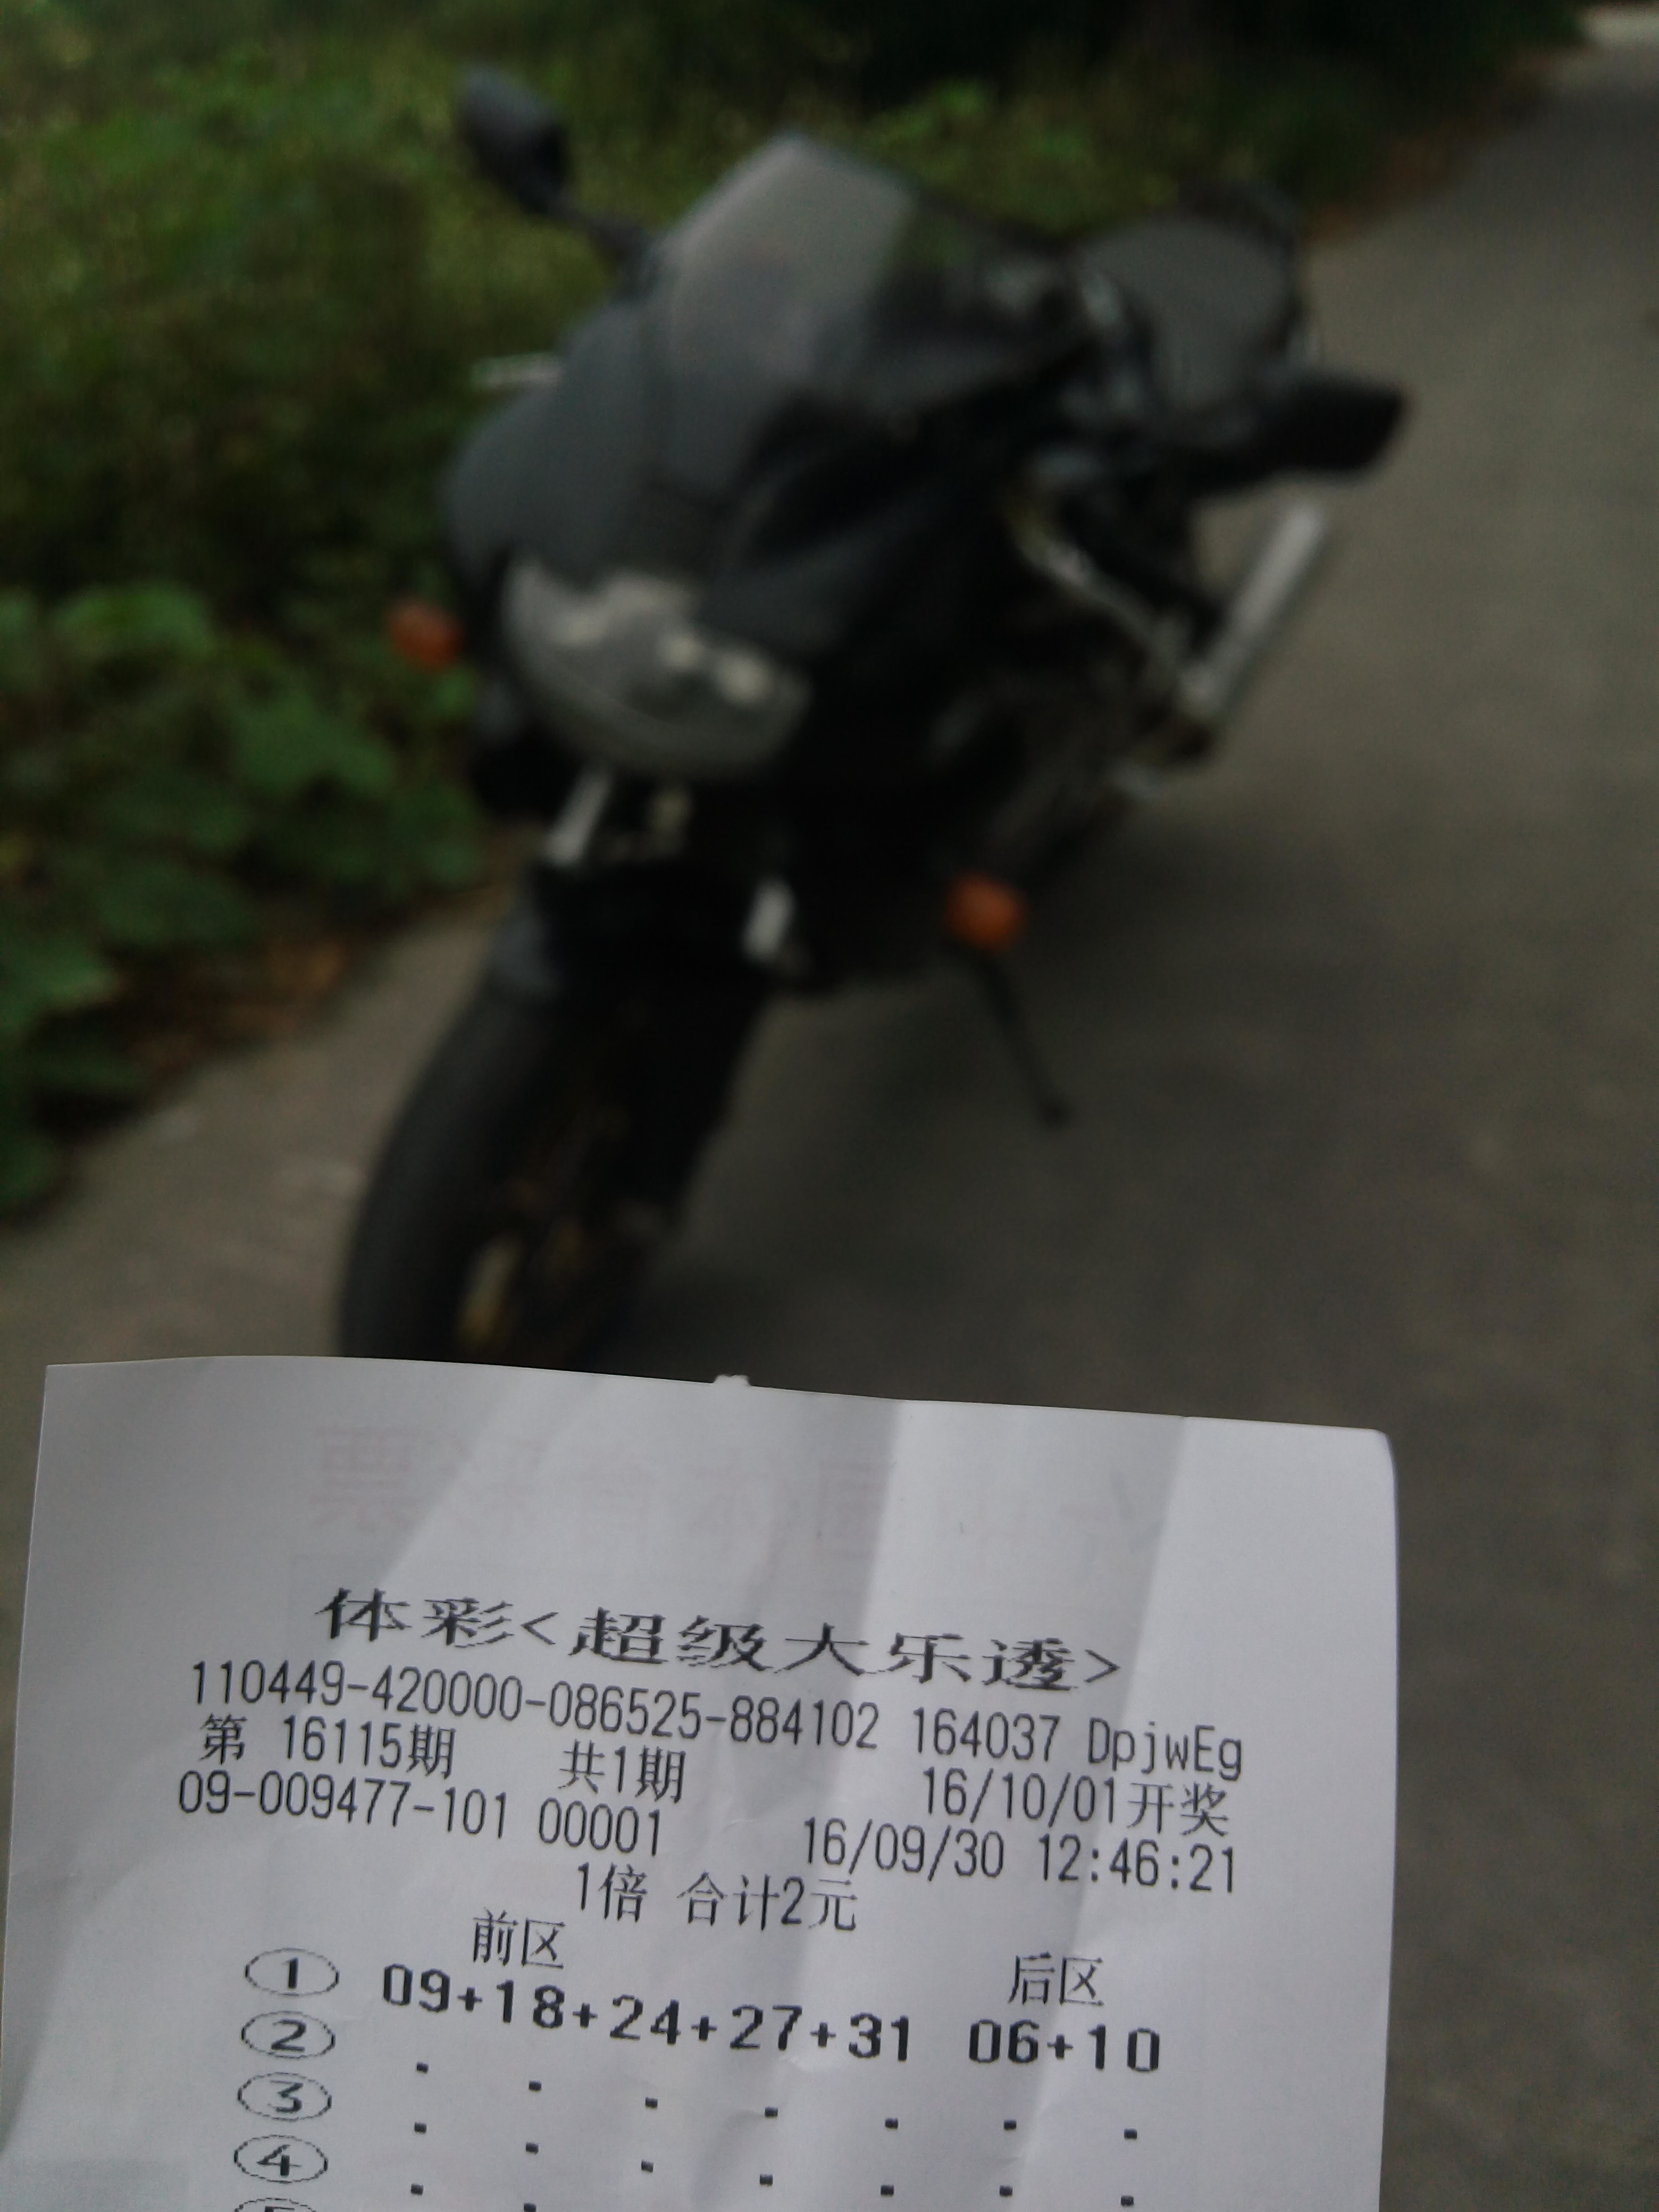 体彩<超级大乐透>
110449-420000-086525-884102 164037 DpjwEg
第 16115期 共1期 16/10/01开奖
09-009477-101 00001 16/09/30 12:46:21
1倍 合计2元
前区 后区
① 09+18+24+27+31 06+10
②
③
④